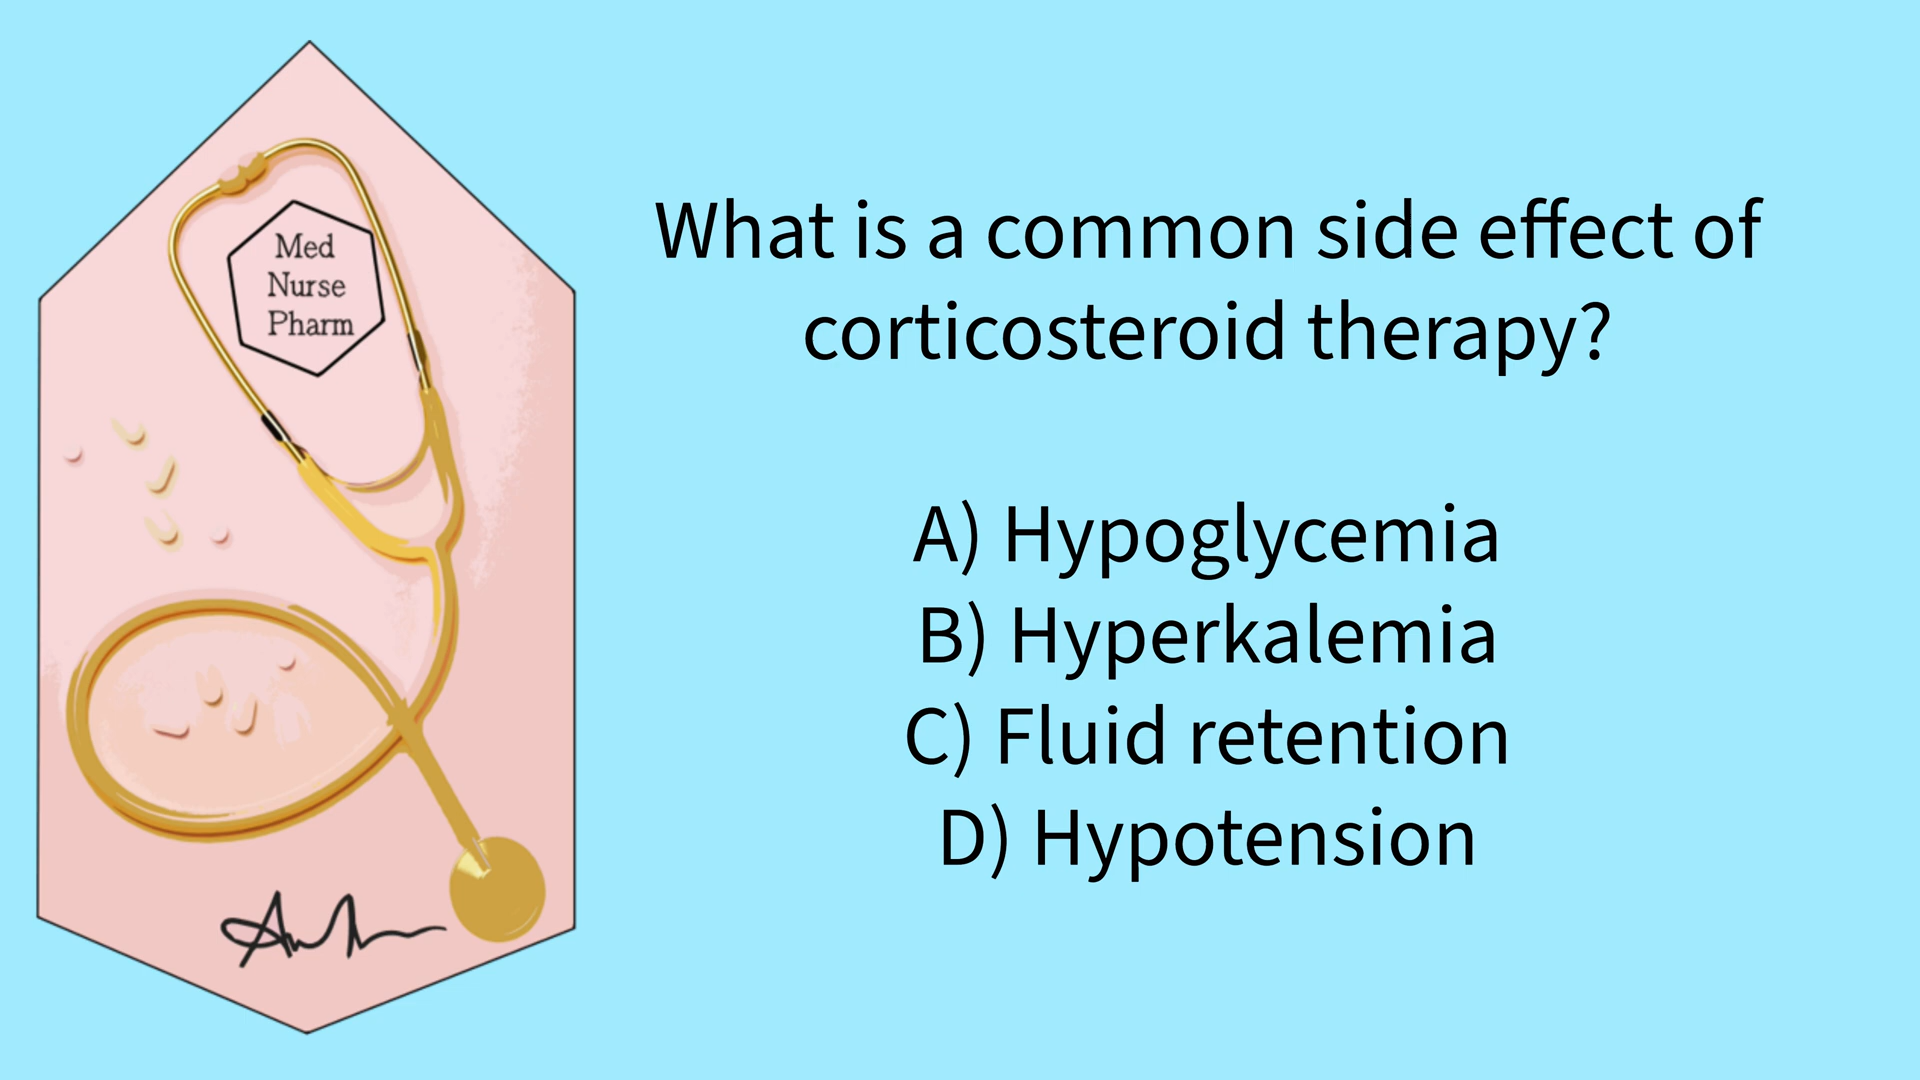 Med
Nurse
Pharm
What is a common side effect of
corticosteroid therapy?
A) Hypoglycemia
B) Hyperkalemia
C) Fluid retention
D) Hypotension